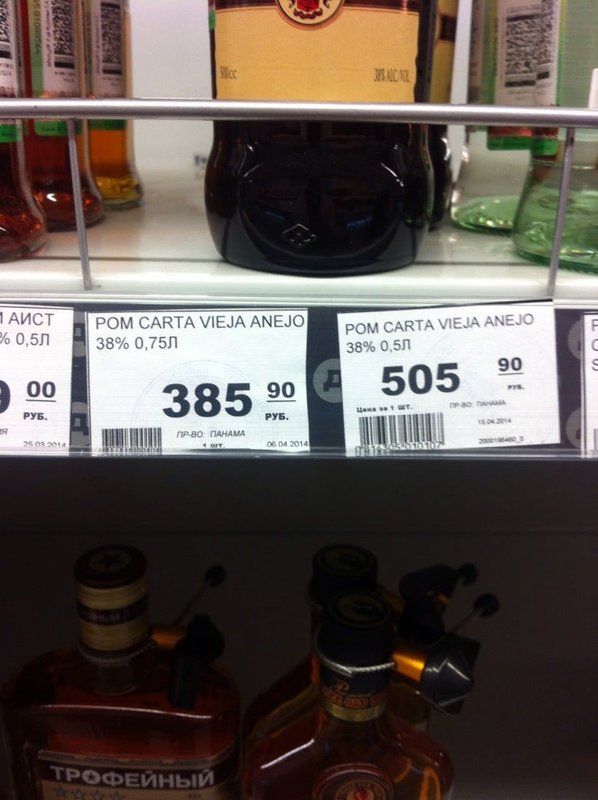 500cc
38% ALC/VOL
АИСТ
% 0,5Л
9 00
РУБ.
25.03.2014
РОМ CARTA VIEJA ANEJO
38% 0,75Л
385 90
РУБ.
ПР-ВО: ПАНАМА
1 ШТ.
06.04.2014
РОМ CARTA VIEJA ANEJO
38% 0,5Л
505 90
РУБ.
Цена за 1 ШТ.
ПР-ВО: ПАНАМА
15.04.2014
ТРОФЕЙНЫЙ